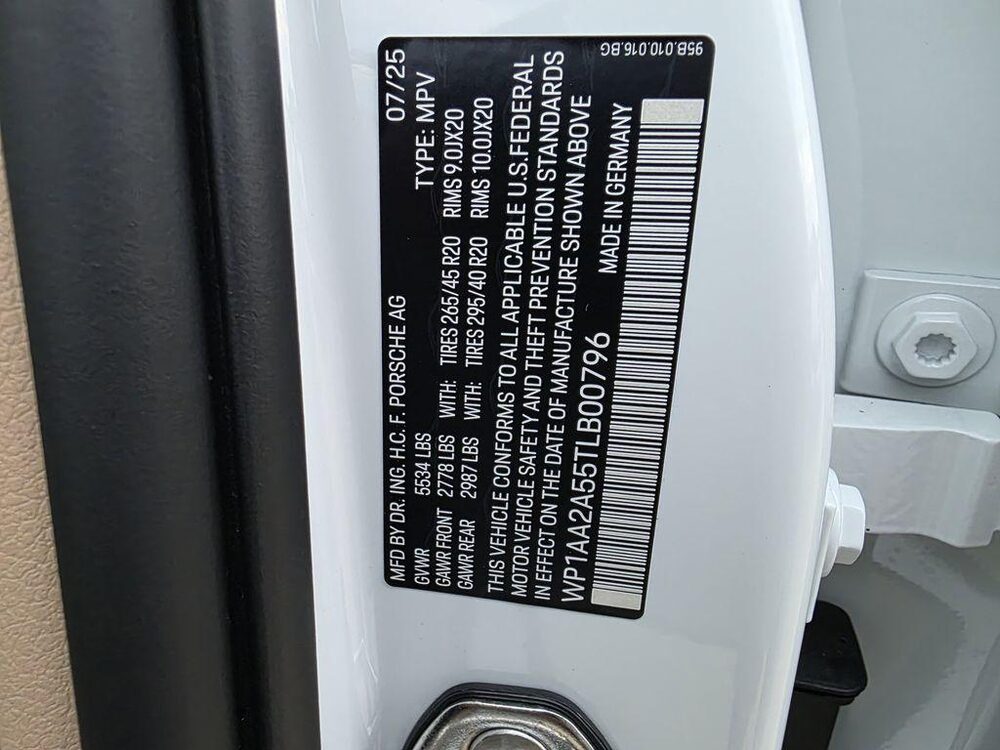 95B.010.016.BG
MFD BY DR. ING. H.C. F. PORSCHE AG 07/25
GVWR 5534 LBS TYPE: MPV
GAWR FRONT 2778 LBS WITH: TIRES 265/45 R20 RIMS 9.0JX20
GAWR REAR 2987 LBS WITH: TIRES 295/40 R20 RIMS 10.0JX20
THIS VEHICLE CONFORMS TO ALL APPLICABLE U.S.FEDERAL
MOTOR VEHICLE SAFETY AND THEFT PREVENTION STANDARDS
IN EFFECT ON THE DATE OF MANUFACTURE SHOWN ABOVE
WP1AA2A55TLB00796 MADE IN GERMANY